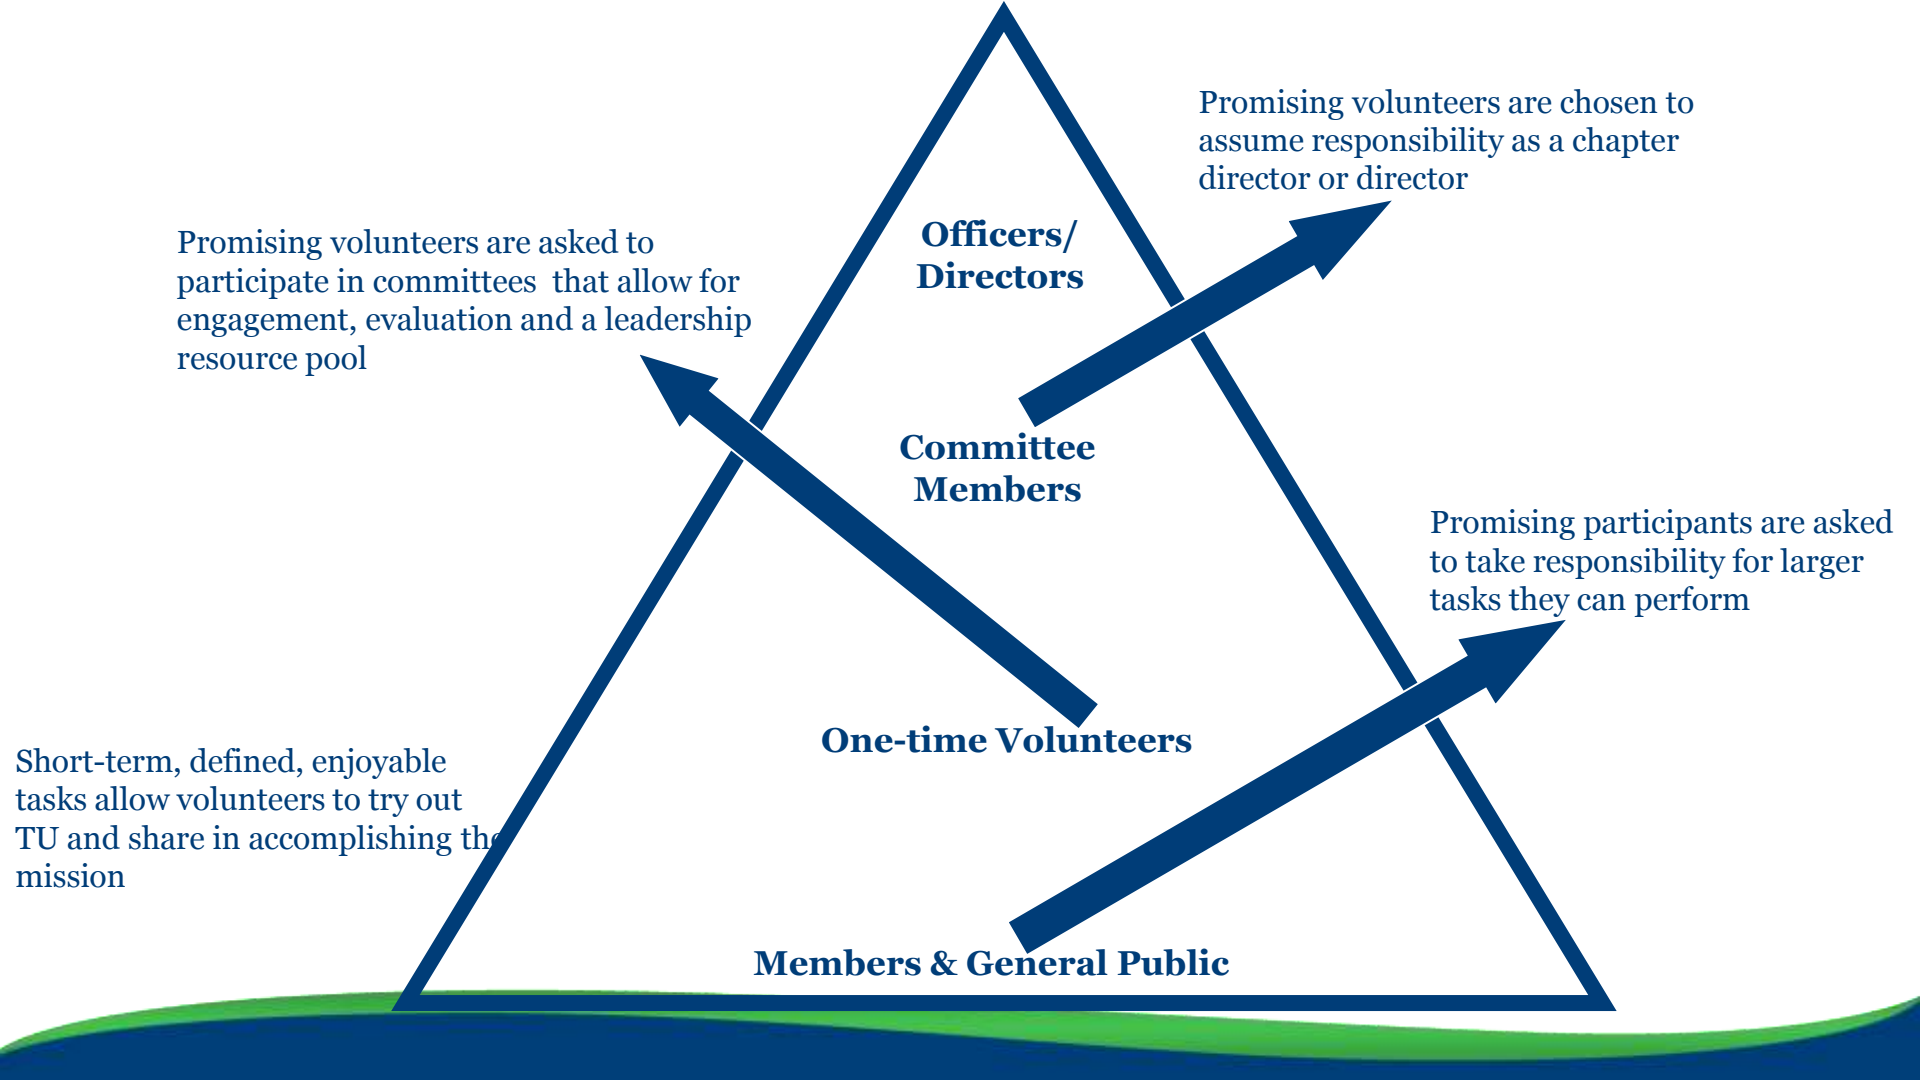 Promising volunteers are chosen to
assume responsibility as a chapter
director or director
Officers/
Directors
Promising volunteers are asked to
participate in committees  that allow for
engagement, evaluation and a leadership
resource pool
Committee
Members
Promising participants are asked
to take responsibility for larger
tasks they can perform
One-time Volunteers
Short-term, defined, enjoyable
tasks allow volunteers to try out
TU and share in accomplishing the
mission
Members & General Public